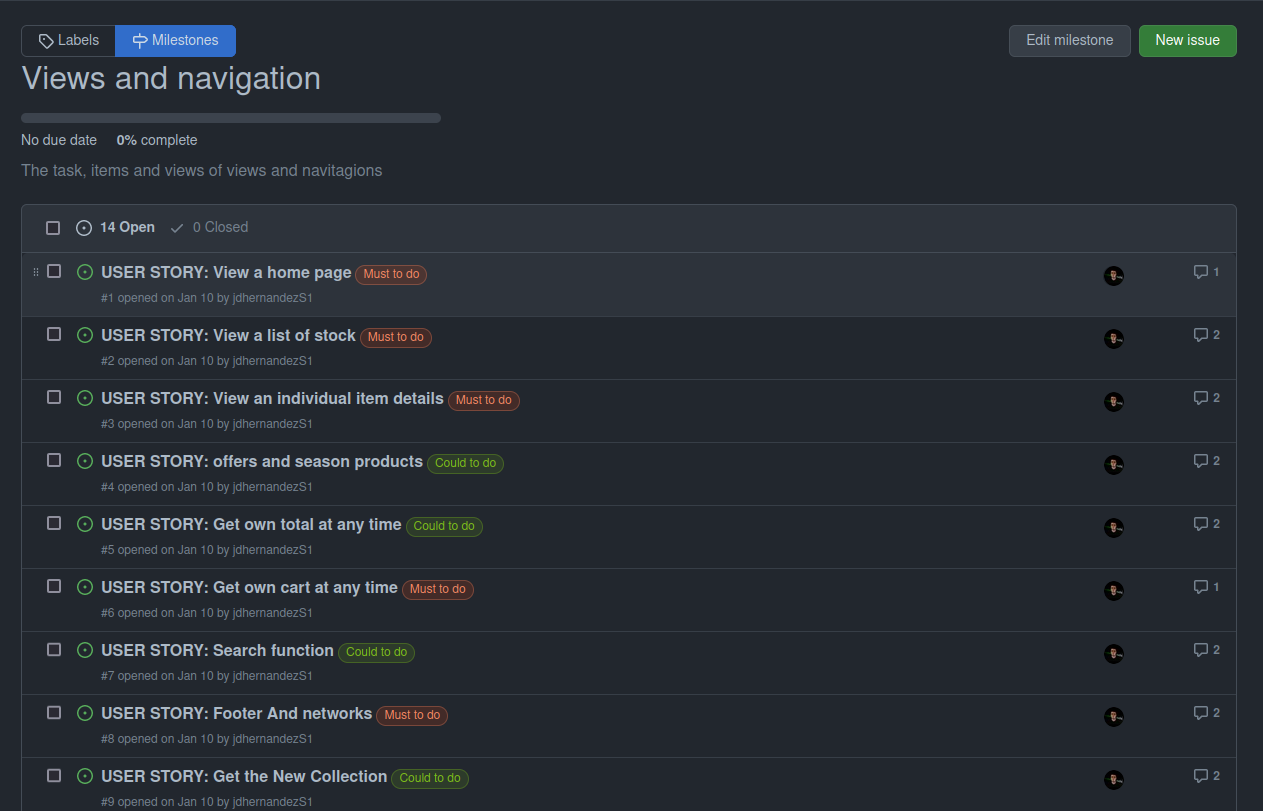 Labels Milestones Edit milestone New issue
Views and navigation
No due date 0% complete
The task, items and views of views and navitagions
14 Open 0 Closed
USER STORY: View a home page Must to do 1
#1 opened on Jan 10 by jdhernandezS1
USER STORY: View a list of stock Must to do 2
#2 opened on Jan 10 by jdhernandezS1
USER STORY: View an individual item details Must to do 2
#3 opened on Jan 10 by jdhernandezS1
USER STORY: offers and season products Could to do 2
#4 opened on Jan 10 by jdhernandezS1
USER STORY: Get own total at any time Could to do 2
#5 opened on Jan 10 by jdhernandezS1
USER STORY: Get own cart at any time Must to do 1
#6 opened on Jan 10 by jdhernandezS1
USER STORY: Search function Could to do 2
#7 opened on Jan 10 by jdhernandezS1
USER STORY: Footer And networks Must to do 2
#8 opened on Jan 10 by jdhernandezS1
USER STORY: Get the New Collection Could to do 2
#9 opened on Jan 10 by jdhernandezS1